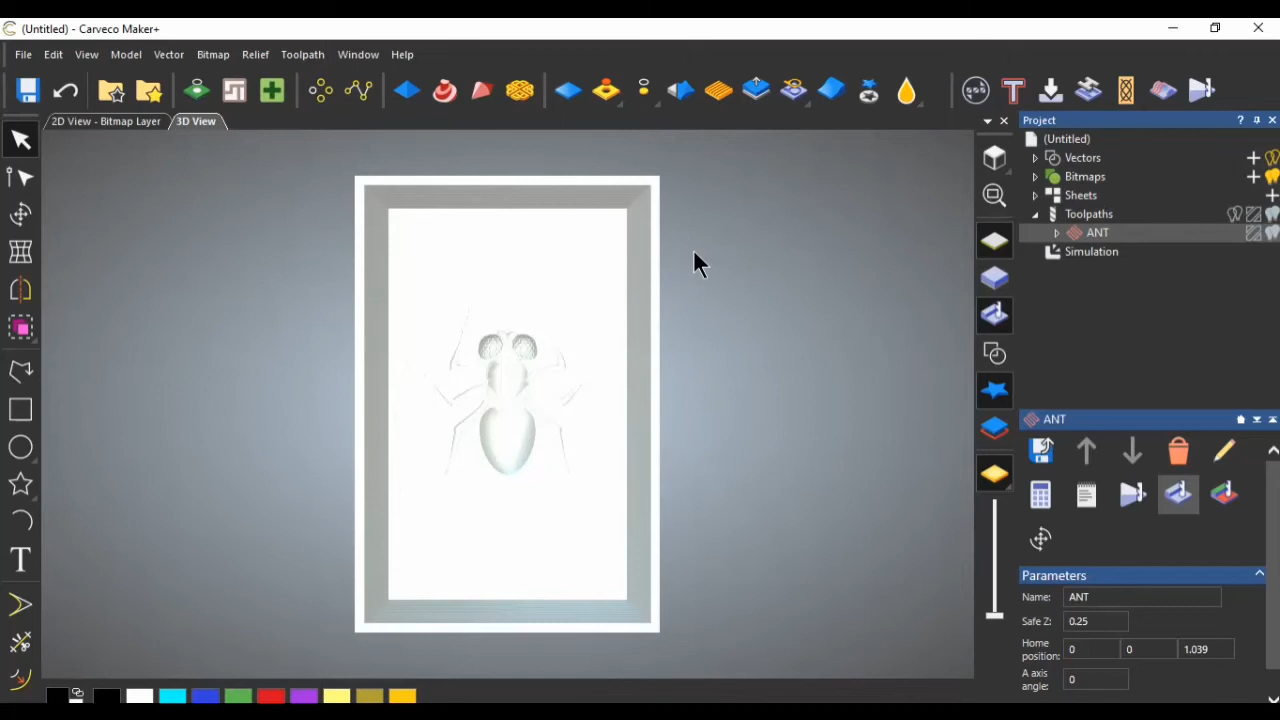 (Untitled) - Carveco Maker+
File Edit View Model Vector Bitmap Relief Toolpath Window Help
2D View - Bitmap Layer 3D View
Project
(Untitled)
Vectors
Bitmaps
Sheets
Toolpaths
ANT
Simulation
ANT
Parameters
Name: ANT
Safe Z: 0.25
Home position: 0 0 1.039
A axis angle: 0